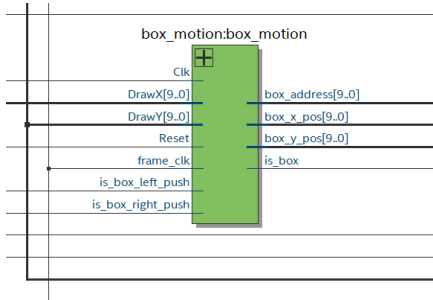 box_motion:box_motion
Clk
DrawX[9..0]
DrawY[9..0]
Reset
frame_clk
is_box_left_push
is_box_right_push
box_address[9..0]
box_x_pos[9..0]
box_y_pos[9..0]
is_box